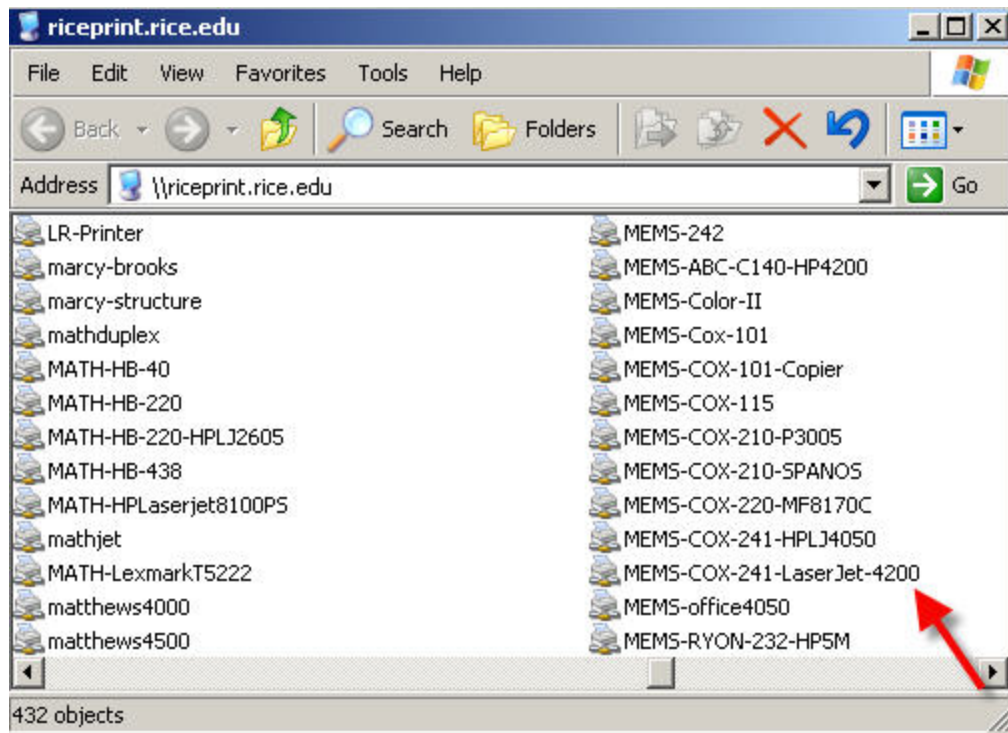 riceprint.rice.edu
File Edit View Favorites Tools Help
Back Search Folders
Address \\riceprint.rice.edu Go
LR-Printer
marcy-brooks
marcy-structure
mathduplex
MATH-HB-40
MATH-HB-220
MATH-HB-220-HPLJ2605
MATH-HB-438
MATH-HPLaserjet8100PS
mathjet
MATH-LexmarkT5222
matthews4000
matthews4500
MEMS-242
MEMS-ABC-C140-HP4200
MEMS-Color-II
MEMS-Cox-101
MEMS-COX-101-Copier
MEMS-COX-115
MEMS-COX-210-P3005
MEMS-COX-210-SPANOS
MEMS-COX-220-MF8170C
MEMS-COX-241-HPLJ4050
MEMS-COX-241-LaserJet-4200
MEMS-office4050
MEMS-RYON-232-HP5M
432 objects